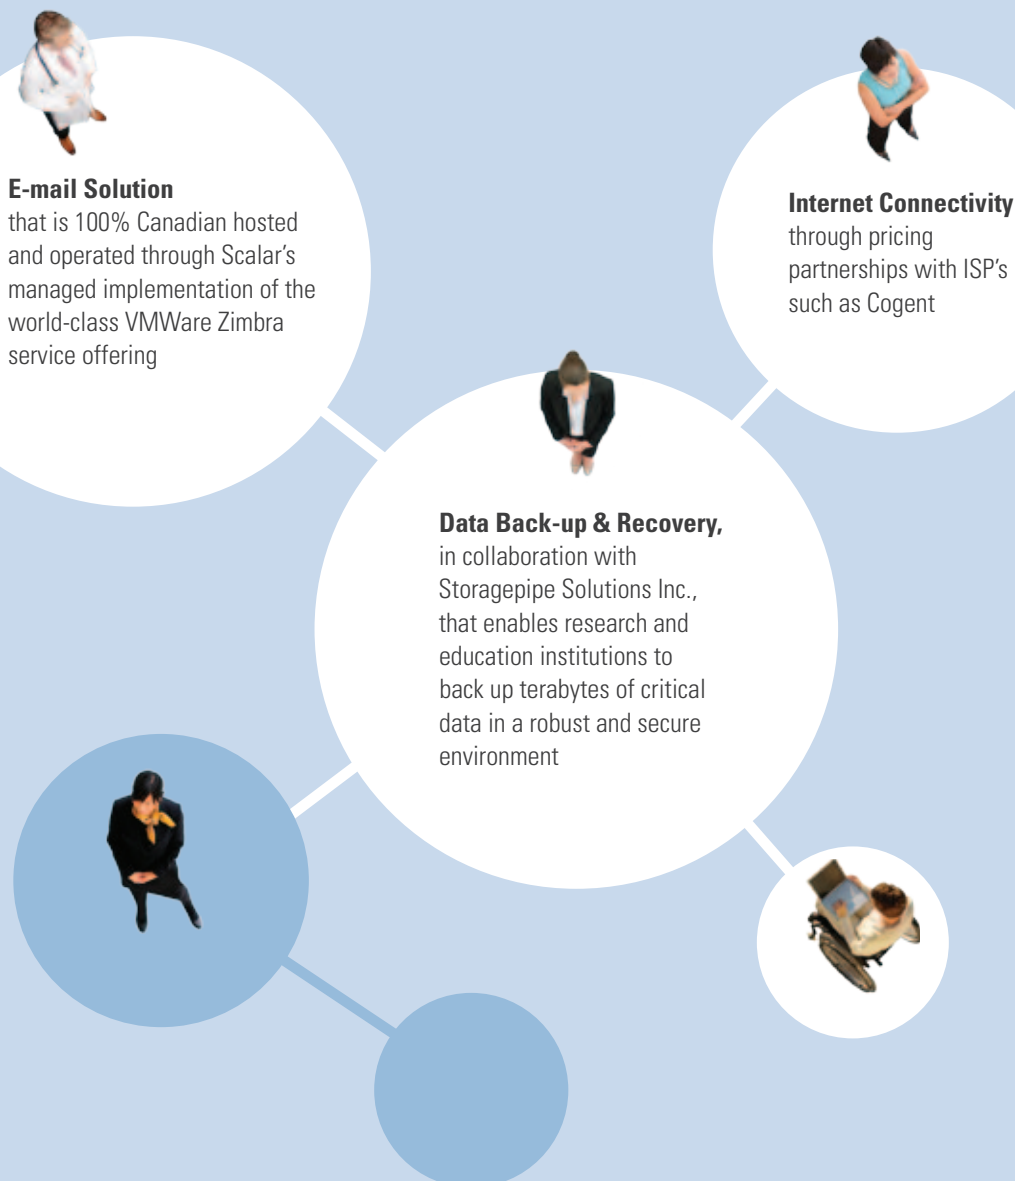 E-mail Solution
that is 100% Canadian hosted
and operated through Scalar’s
managed implementation of the
world-class VMWare Zimbra
service offering
Internet Connectivity
through pricing
partnerships with ISP’s
such as Cogent
Data Back-up & Recovery,
in collaboration with
Storagepipe Solutions Inc.,
that enables research and
education institutions to
back up terabytes of critical
data in a robust and secure
environment